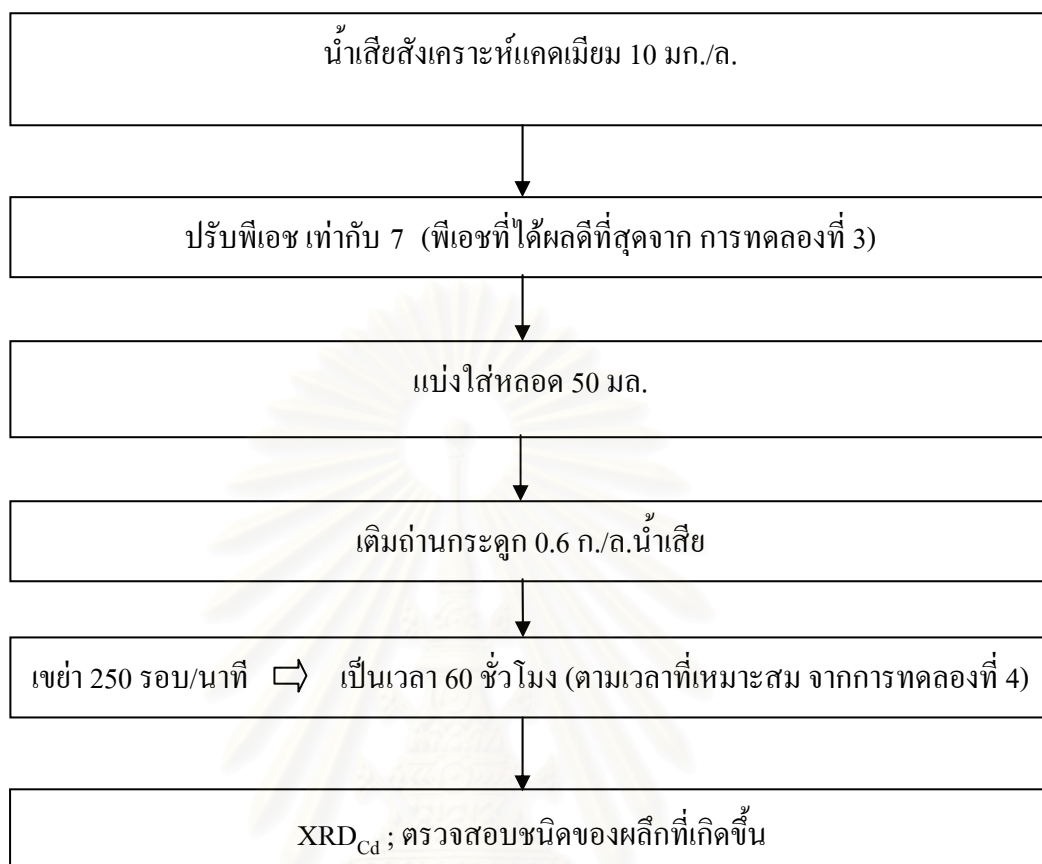 น้ำเสียสังเคราะห์แคดเมียม 10 มก./ล.
ปรับพีเอช เท่ากับ 7 (พีเอชที่ได้ผลดีที่สุดจาก การทดลองที่ 3)
แบ่งใส่หลอด 50 มล.
เติมถ่านกระดูก 0.6 ก./ล.น้ำเสีย
เขย่า 250 รอบ/นาที ⇨ เป็นเวลา 60 ชั่วโมง (ตามเวลาที่เหมาะสม จากการทดลองที่ 4)
XRD_Cd ; ตรวจสอบชนิดของผลึกที่เกิดขึ้น